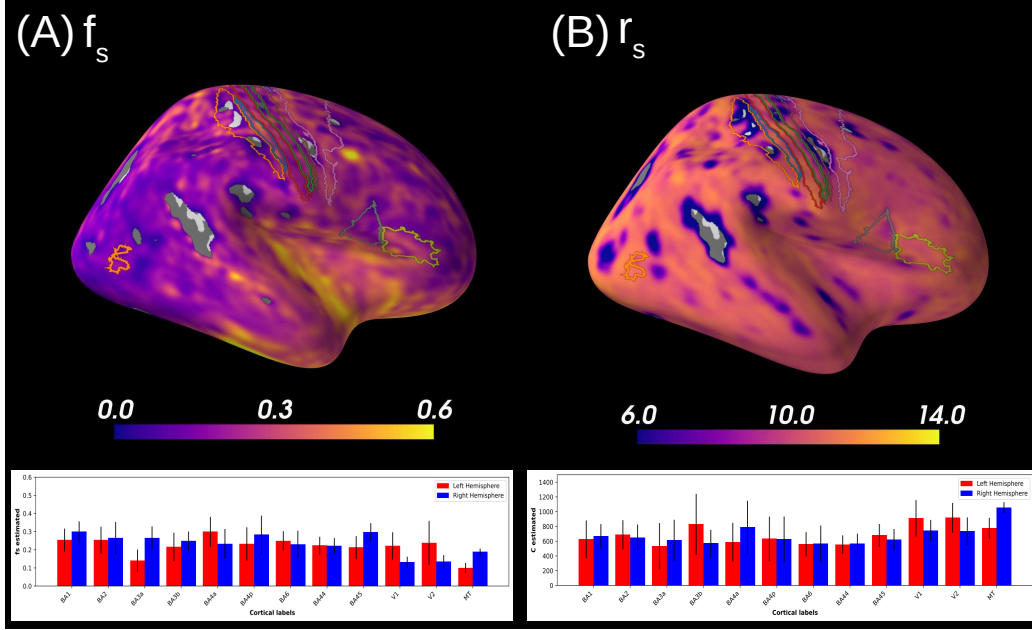 (A) fs
(B) rs
0.0 0.3 0.6
6.0 10.0 14.0
0.6
0.5
0.4
0.3
0.2
0.1
0.0
fs estimated
Left Hemisphere
Right Hemisphere
BA1 BA2 BA3a BA3b BA4a BA4p BA6 BA44 BA45 V1 V2 MT
Cortical labels
1400
1200
1000
800
600
400
200
0
C estimated
Left Hemisphere
Right Hemisphere
BA1 BA2 BA3a BA3b BA4a BA4p BA6 BA44 BA45 V1 V2 MT
Cortical labels